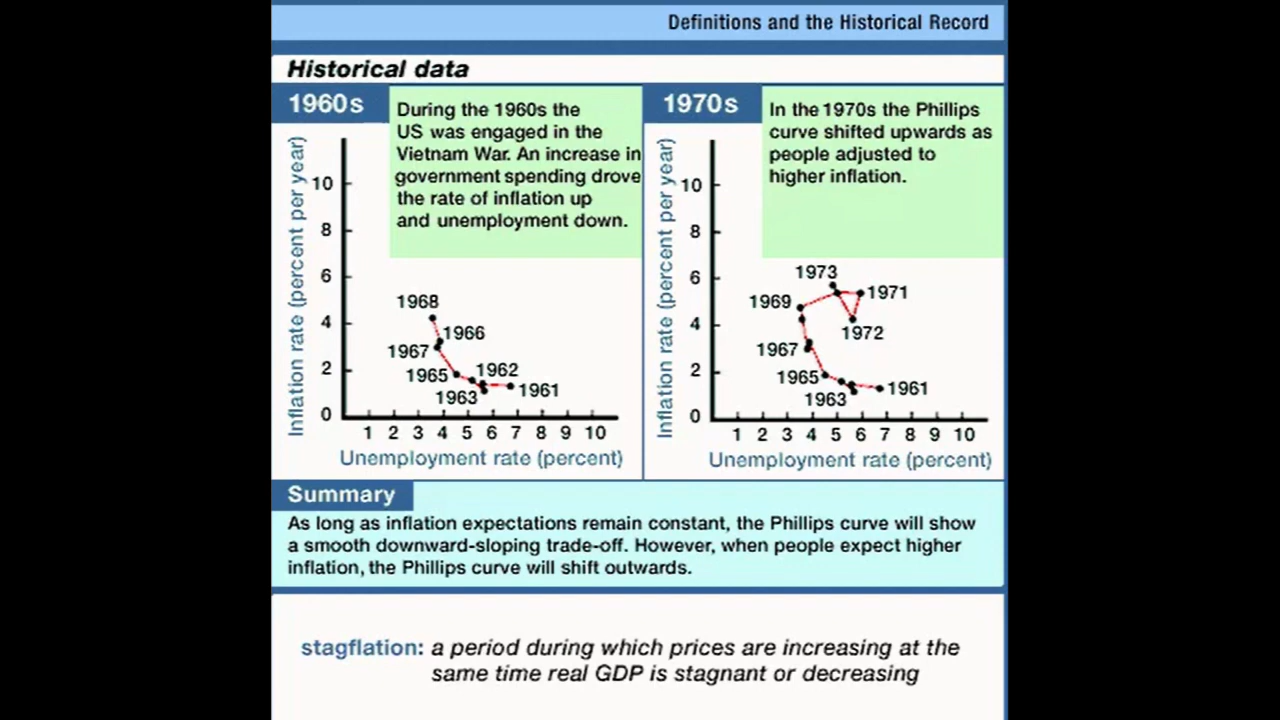 Definitions and the Historical Record
Historical data
1960s
During the 1960s the
US was engaged in the
Vietnam War. An increase in
government spending drove
the rate of inflation up
and unemployment down.
Inflation rate (percent per year)
10
8
6
4
2
0
1968
1966
1967
1965
1962
1963
1961
1 2 3 4 5 6 7 8 9 10
Unemployment rate (percent)
1970s
In the 1970s the Phillips
curve shifted upwards as
people adjusted to
higher inflation.
Inflation rate (percent per year)
10
8
6
4
2
0
1973
1969
1971
1972
1967
1965
1963
1961
1 2 3 4 5 6 7 8 9 10
Unemployment rate (percent)
Summary
As long as inflation expectations remain constant, the Phillips curve will show
a smooth downward-sloping trade-off. However, when people expect higher
inflation, the Phillips curve will shift outwards.
stagflation: a period during which prices are increasing at the
same time real GDP is stagnant or decreasing